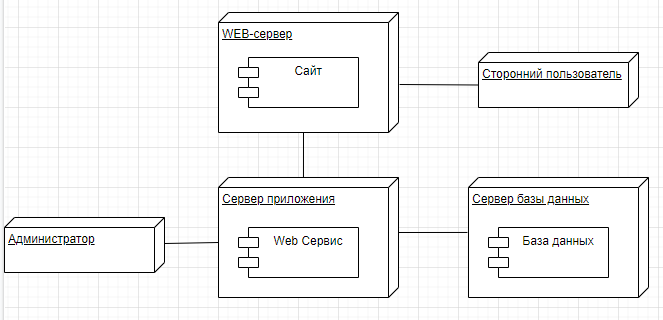 WEB-сервер
Сайт
Сторонний пользователь
Сервер приложения
Web Сервис
Сервер базы данных
База данных
Администратор